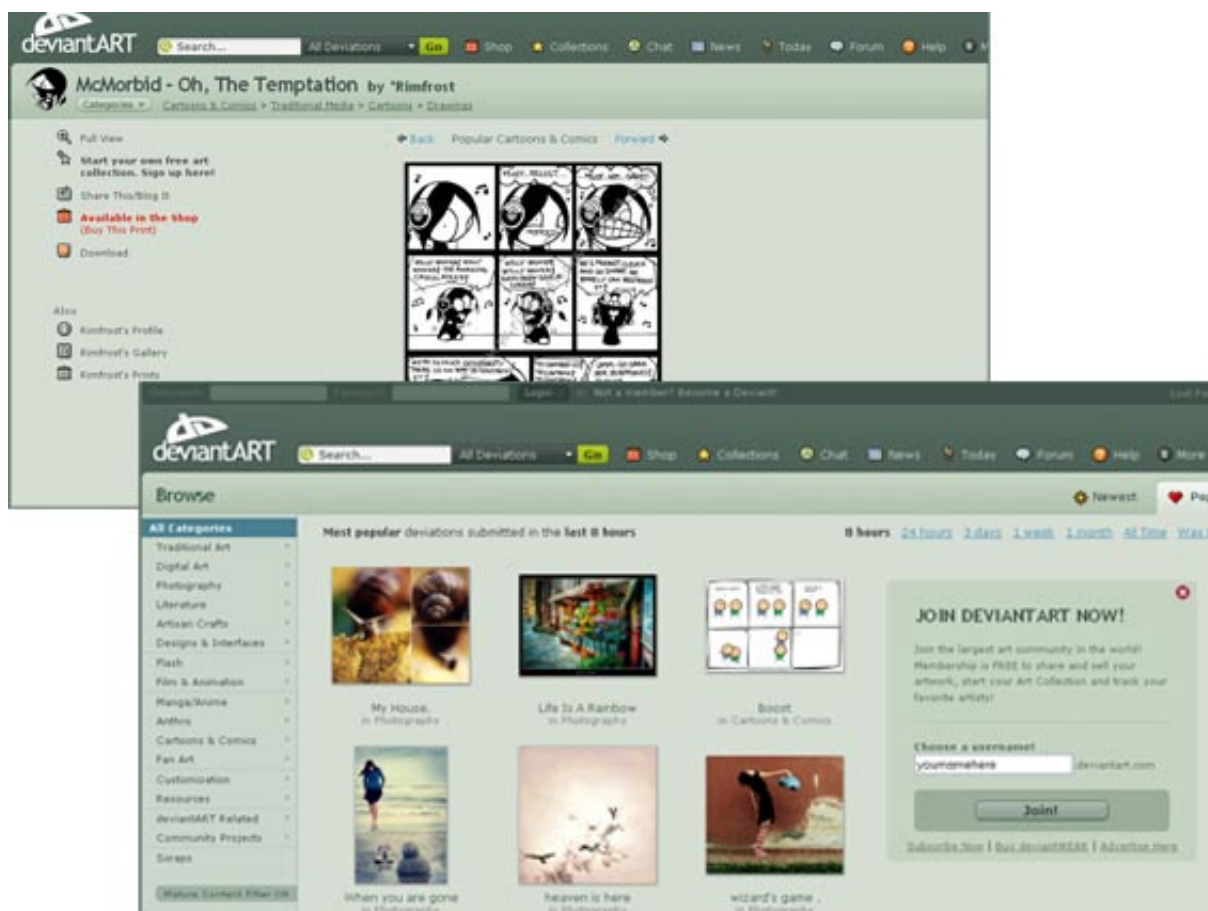 deviantART
Search... All Deviations Go Shop Collections Chat News Today Forum Help
McMorbid - Oh, The Temptation by *Rimfrost
Categories Cartoons & Comics > Traditional Media > Cartoons > Drawings
Full View
Back Popular Cartoons & Comics Forward
Start your own free art
collection. Sign up here!
Share This/Blog It
Available in the Shop
(Buy This Print)
Download
Also
Rimfrost's Profile
Rimfrost's Gallery
Rimfrost's Prints
Login or Not a member? Become a Deviant!
deviantART
Search... All Deviations Go Shop Collections Chat News Today Forum Help More
Browse
Newest
All Categories
Most popular deviations submitted in the last 8 hours
8 hours 24 hours 3 days 1 week 1 month All Time
Traditional Art
Digital Art
Photography
Literature
Artisan Crafts
Designs & Interfaces
Flash
Film & Animation
Manga/Anime
Anthro
Cartoons & Comics
Fan Art
Customization
Resources
deviantART Related
Community Projects
Scraps
Mature Content Filter ON
My House.
in Photography
Life Is A Rainbow
in Photography
Boost
in Cartoons & Comics
When you are gone
in Photography
heaven is here
in Photography
wizard's game .
in Photography
JOIN DEVIANTART NOW!
Join the largest art community in the world!
Membership is FREE to share and sell your
artwork, start your Art Collection and track your
favorite artists!
Choose a username!
yournamehere .deviantart.com
Join!
Subscribe Now | Buy deviantWEAR | Advertise Here